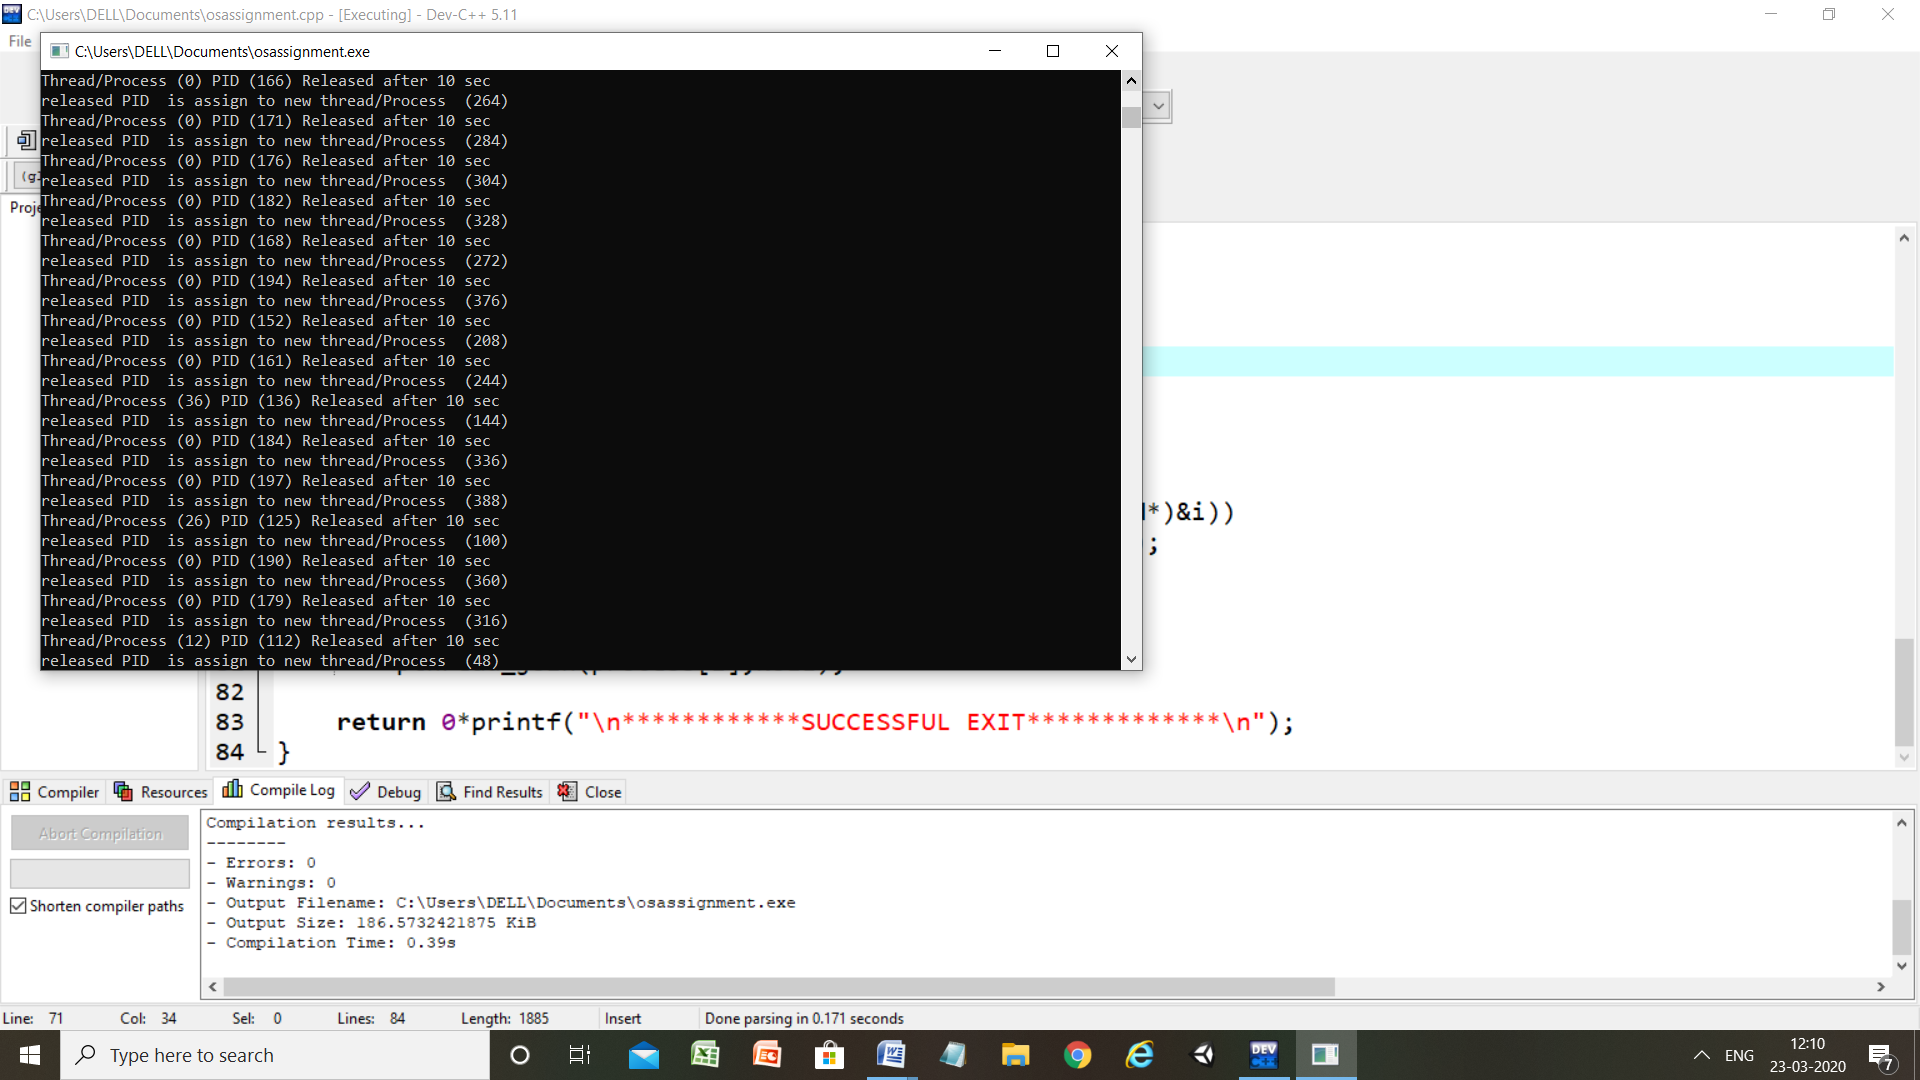 C:\Users\DELL\Documents\osassignment.cpp - [Executing] - Dev-C++ 5.11
File
C:\Users\DELL\Documents\osassignment.exe
Thread/Process (0) PID (166) Released after 10 sec
released PID  is assign to new thread/Process  (264)
Thread/Process (0) PID (171) Released after 10 sec
released PID  is assign to new thread/Process  (284)
Thread/Process (0) PID (176) Released after 10 sec
released PID  is assign to new thread/Process  (304)
Thread/Process (0) PID (182) Released after 10 sec
released PID  is assign to new thread/Process  (328)
Thread/Process (0) PID (168) Released after 10 sec
released PID  is assign to new thread/Process  (272)
Thread/Process (0) PID (194) Released after 10 sec
released PID  is assign to new thread/Process  (376)
Thread/Process (0) PID (152) Released after 10 sec
released PID  is assign to new thread/Process  (208)
Thread/Process (0) PID (161) Released after 10 sec
released PID  is assign to new thread/Process  (244)
Thread/Process (36) PID (136) Released after 10 sec
released PID  is assign to new thread/Process  (144)
Thread/Process (0) PID (184) Released after 10 sec
released PID  is assign to new thread/Process  (336)
Thread/Process (0) PID (197) Released after 10 sec
released PID  is assign to new thread/Process  (388)
Thread/Process (26) PID (125) Released after 10 sec
released PID  is assign to new thread/Process  (100)
Thread/Process (0) PID (190) Released after 10 sec
released PID  is assign to new thread/Process  (360)
Thread/Process (0) PID (179) Released after 10 sec
released PID  is assign to new thread/Process  (316)
Thread/Process (12) PID (112) Released after 10 sec
released PID  is assign to new thread/Process  (48)
(gl
Proje
*)&i))
;
82
83 return 0*printf("\n************SUCCESSFUL EXIT*************\n");
84 }
Compiler Resources Compile Log Debug Find Results Close
Abort Compilation
Shorten compiler paths
Compilation results...
--------
- Errors: 0
- Warnings: 0
- Output Filename: C:\Users\DELL\Documents\osassignment.exe
- Output Size: 186.5732421875 KiB
- Compilation Time: 0.39s
Line: 71 Col: 34 Sel: 0 Lines: 84 Length: 1885 Insert Done parsing in 0.171 seconds
Type here to search
DEV C++
ENG
12:10
23-03-2020
7